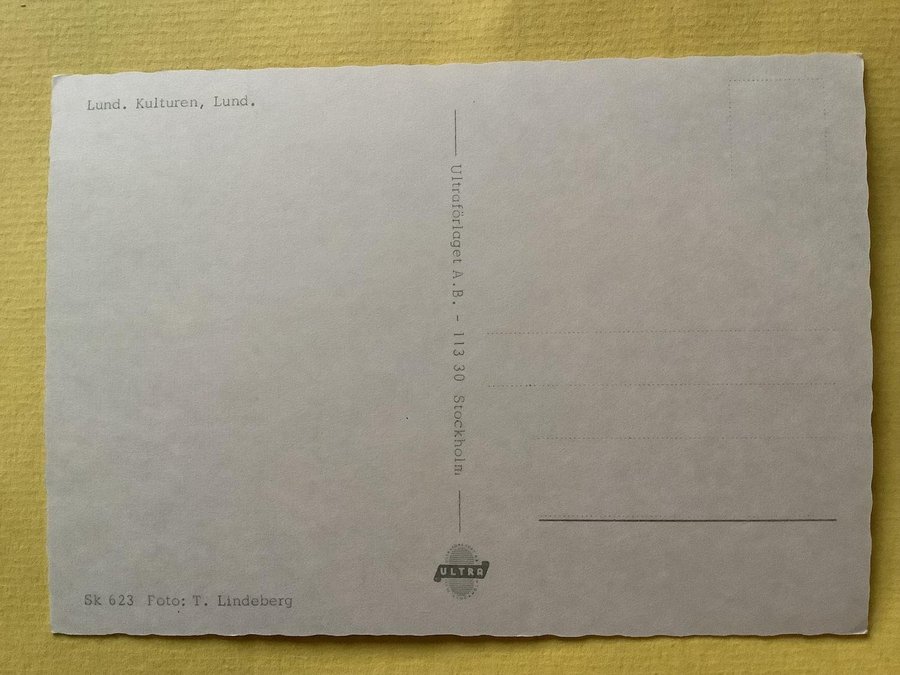 Lund. Kulturen, Lund.
Ultraförlaget A.B. - 113 30 Stockholm
ULTRA
Sk 623 Foto: T. Lindeberg